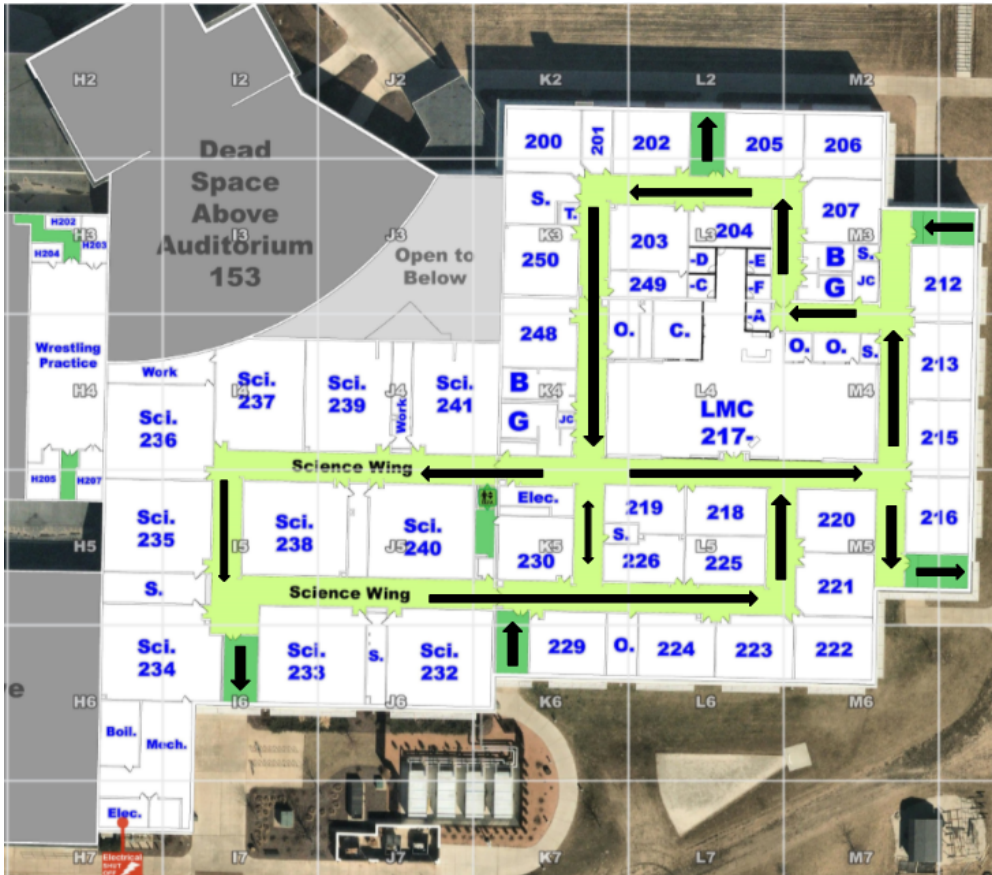 H2
I2
J2
K2
L2
M2
Dead
Space
Above
Auditorium
153
Open to
Below
200
201
202
205
206
H202
H203
H204
H3
I3
J3
S.
T.
K3
250
203
204
L3
207
M3
-D
-E
249
-C
-F
-A
B
S.
G
JC
212
248
O.
C.
O.
O.
S.
213
Wrestling
Practice
H4
Work
Sci.
236
I4
Sci.
237
Sci.
239
Work
J4
Sci.
241
B
K4
G
JC
L4
LMC
217-
M4
215
Science Wing
H205
H207
H5
Sci.
235
I5
Sci.
238
J5
Sci.
240
Elec.
230
K5
219
218
S.
226
L5
225
220
M5
221
216
S.
Science Wing
Sci.
234
Sci.
233
S.
Sci.
232
229
O.
224
223
222
H6
I6
J6
K6
L6
M6
e
Boil.
Mech.
Elec.
Electrical
SHUT
OFF
H7
I7
J7
K7
L7
M7